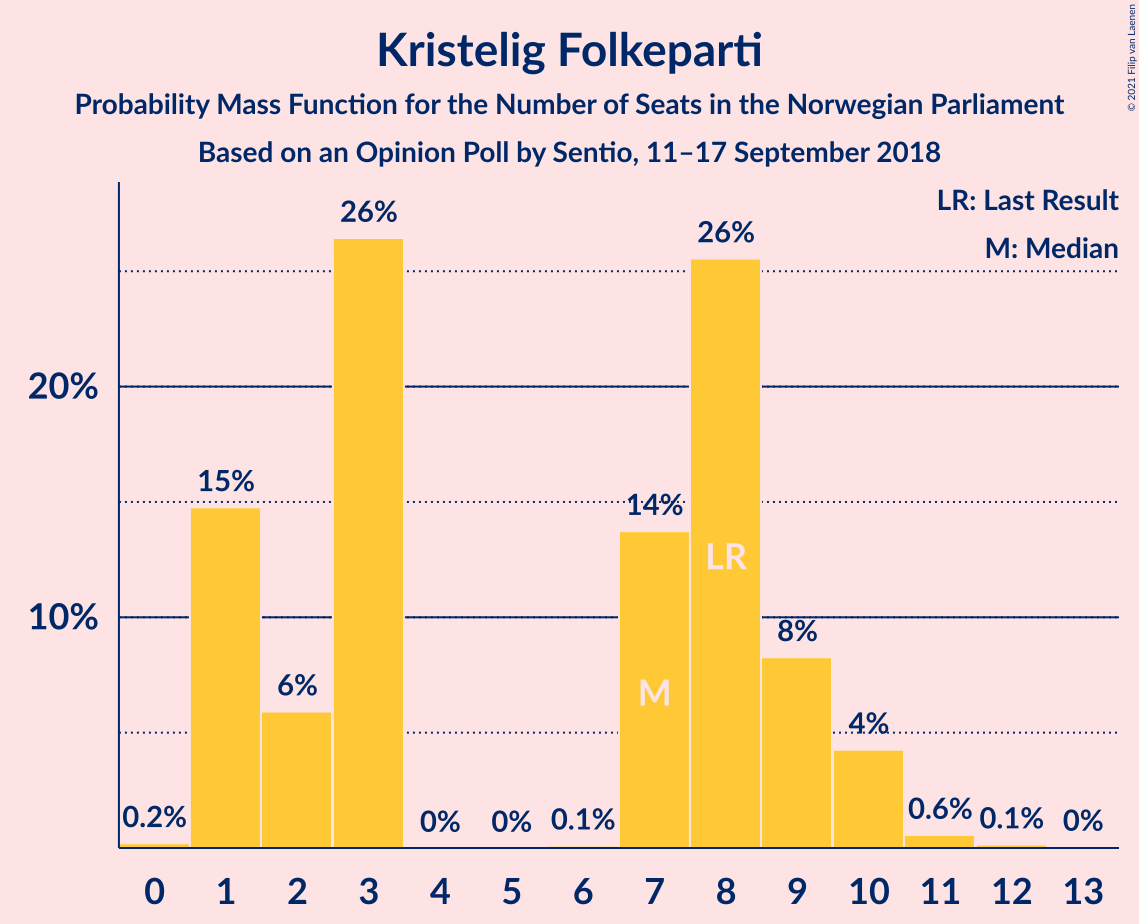 Kristelig Folkeparti
Probability Mass Function for the Number of Seats in the Norwegian Parliament
Based on an Opinion Poll by Sentio, 11–17 September 2018
© 2021 Filip van Laenen
LR: Last Result
M: Median
26%
26%
20%
15%
14%
LR
10%
8%
6%
M
4%
0.2%
0%
0%
0.1%
0.6%
0.1%
0%
0 1 2 3 4 5 6 7 8 9 10 11 12 13